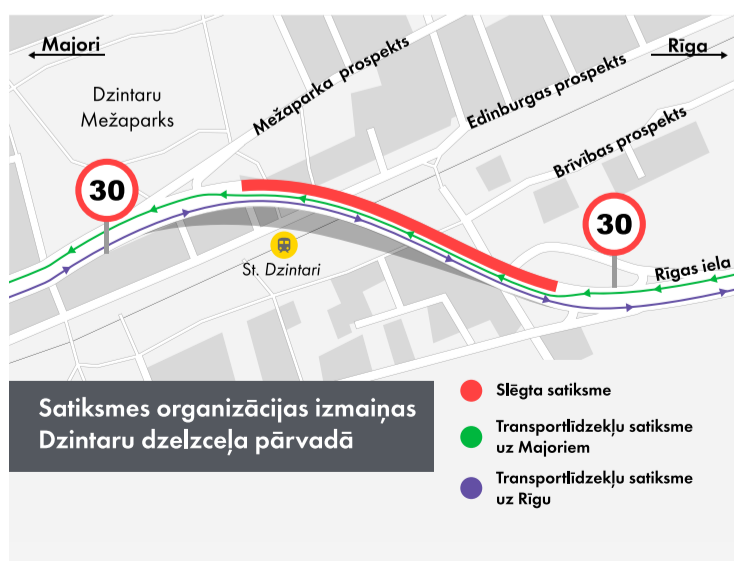 Majori
Rīga
Mežaparka prospekts
Edinburgas prospekts
Dzintaru
Mežaparks
Brīvības prospekts
30
30
St. Dzintari
Rīgas iela
Satiksmes organizācijas izmaiņas
Dzintaru dzelzceļa pārvadā
Slēgta satiksme
Transportlīdzekļu satiksme
uz Majoriem
Transportlīdzekļu satiksme
uz Rīgu